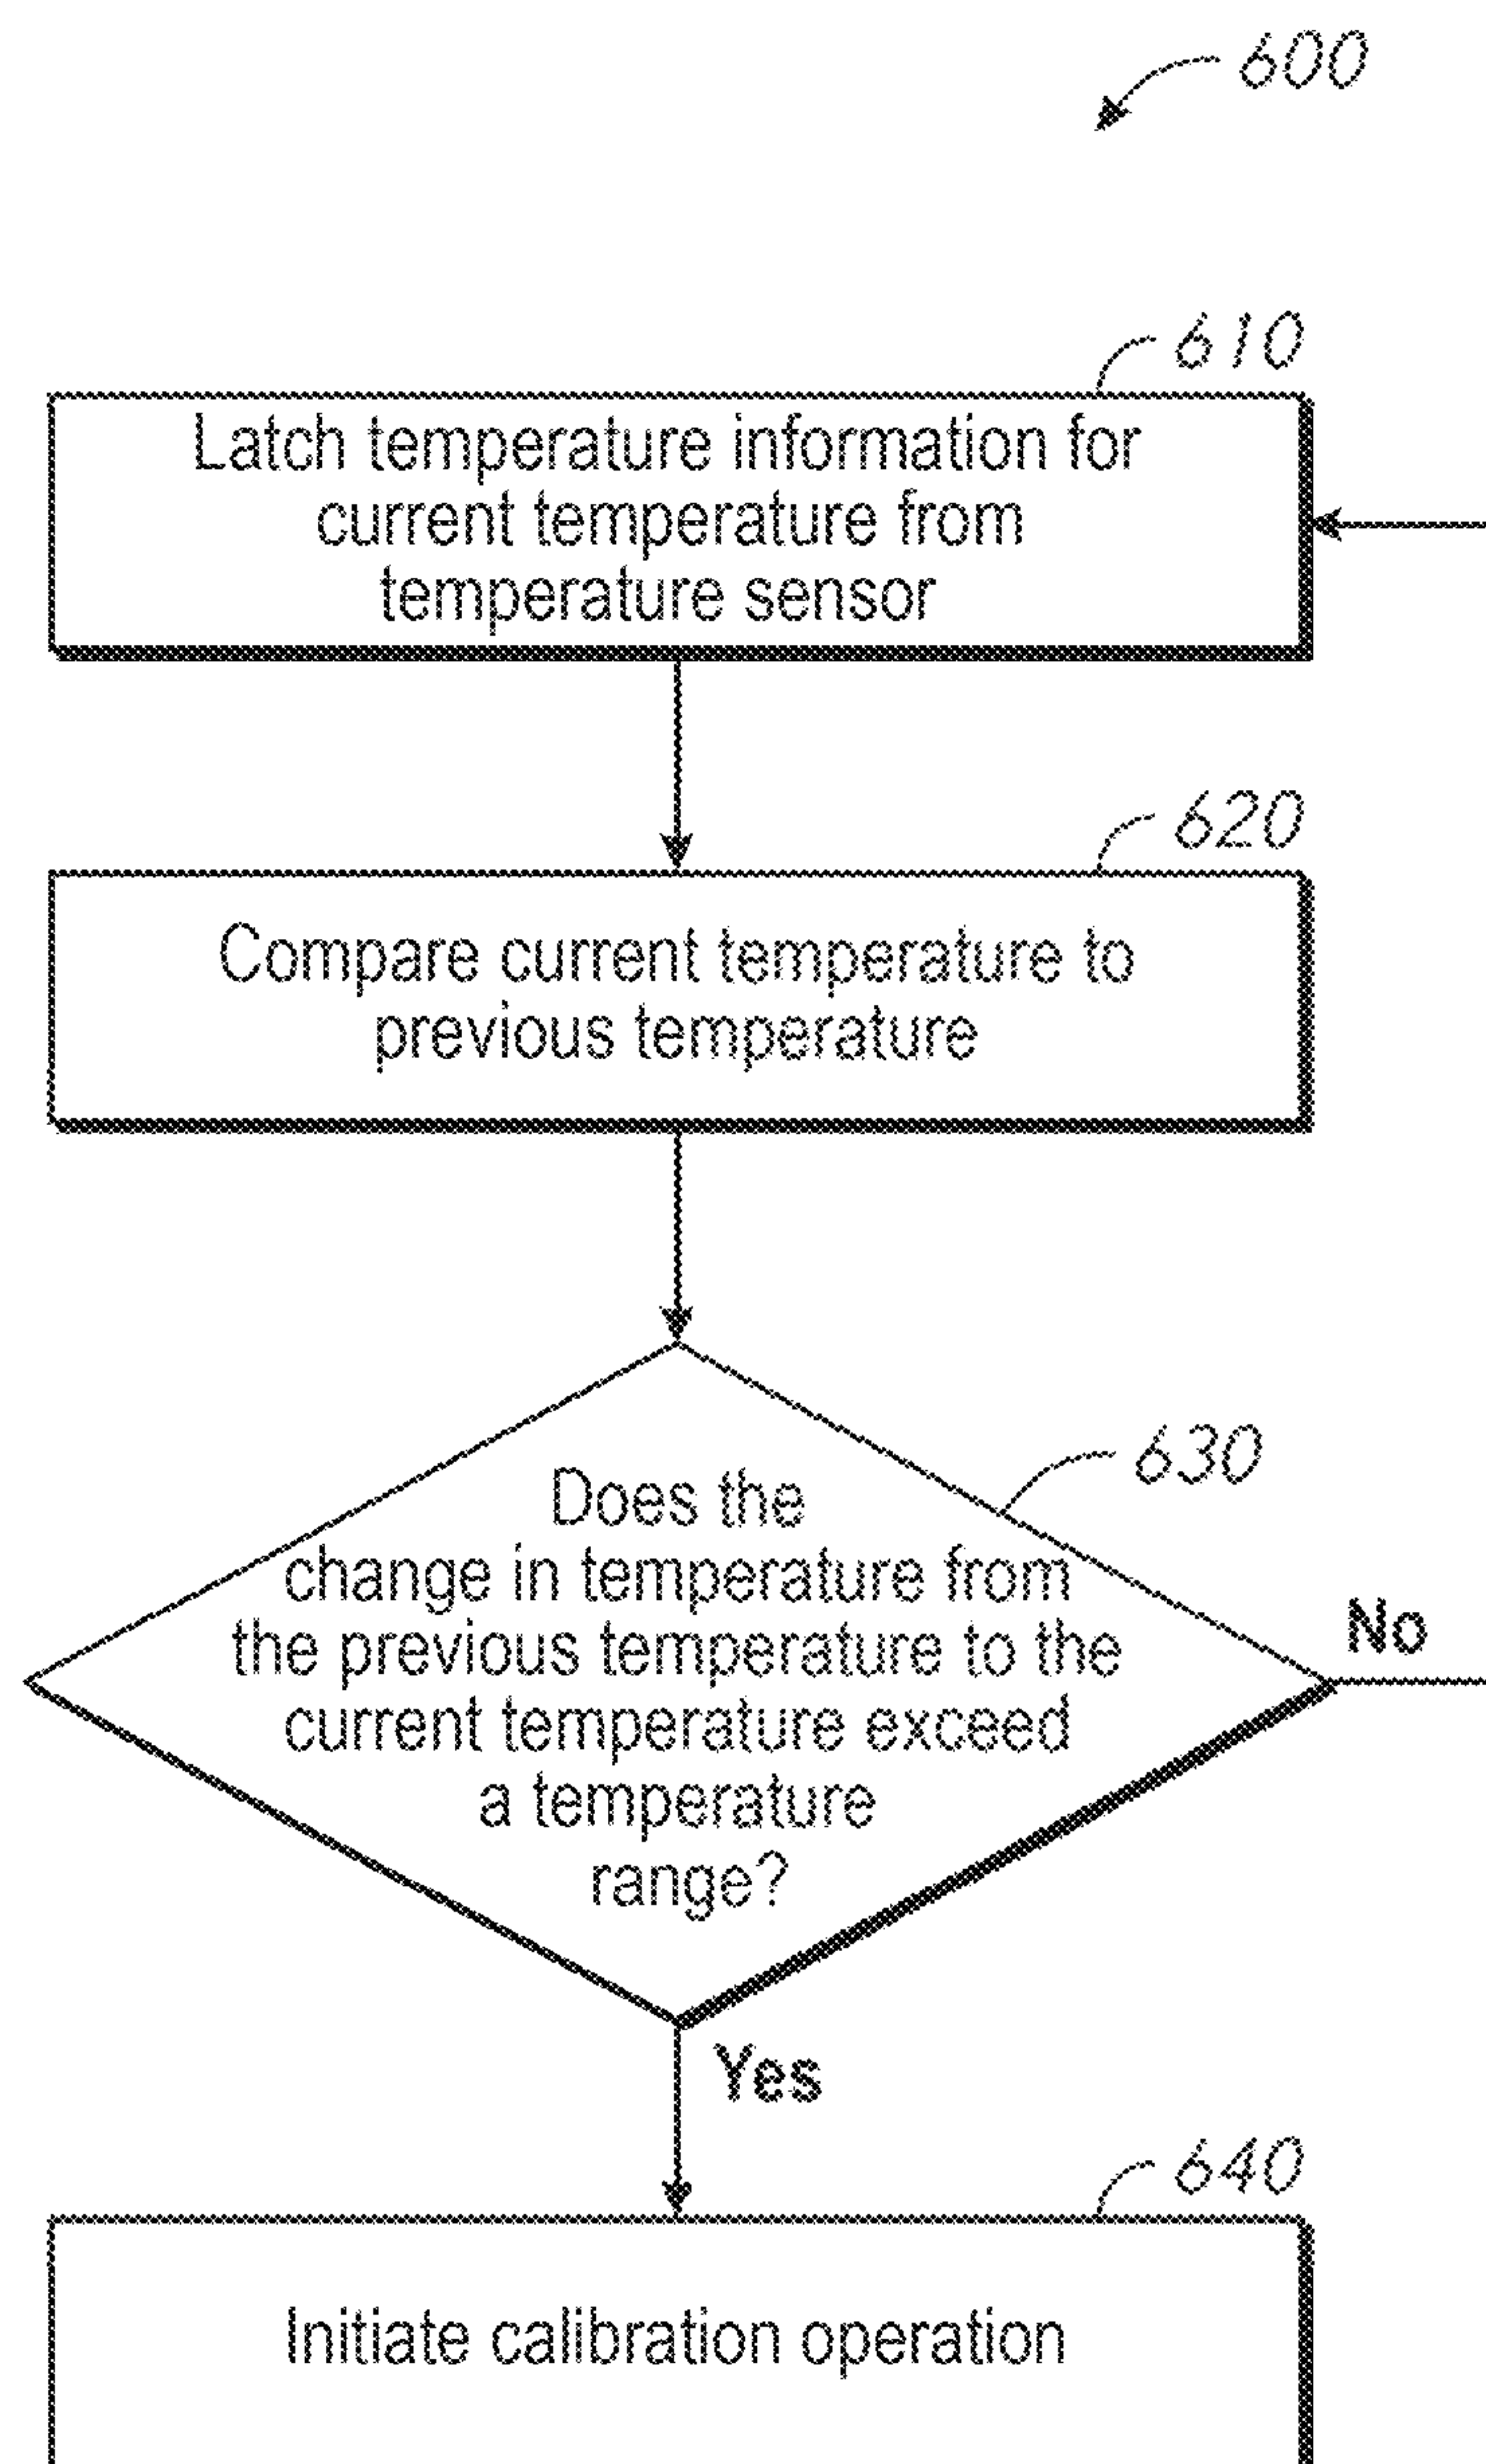 600
610
Latch temperature information for
current temperature from
temperature sensor
620
Compare current temperature to
previous temperature
630
Does the
change in temperature from
the previous temperature to the
current temperature exceed
a temperature
range?
No
Yes
640
Initiate calibration operation